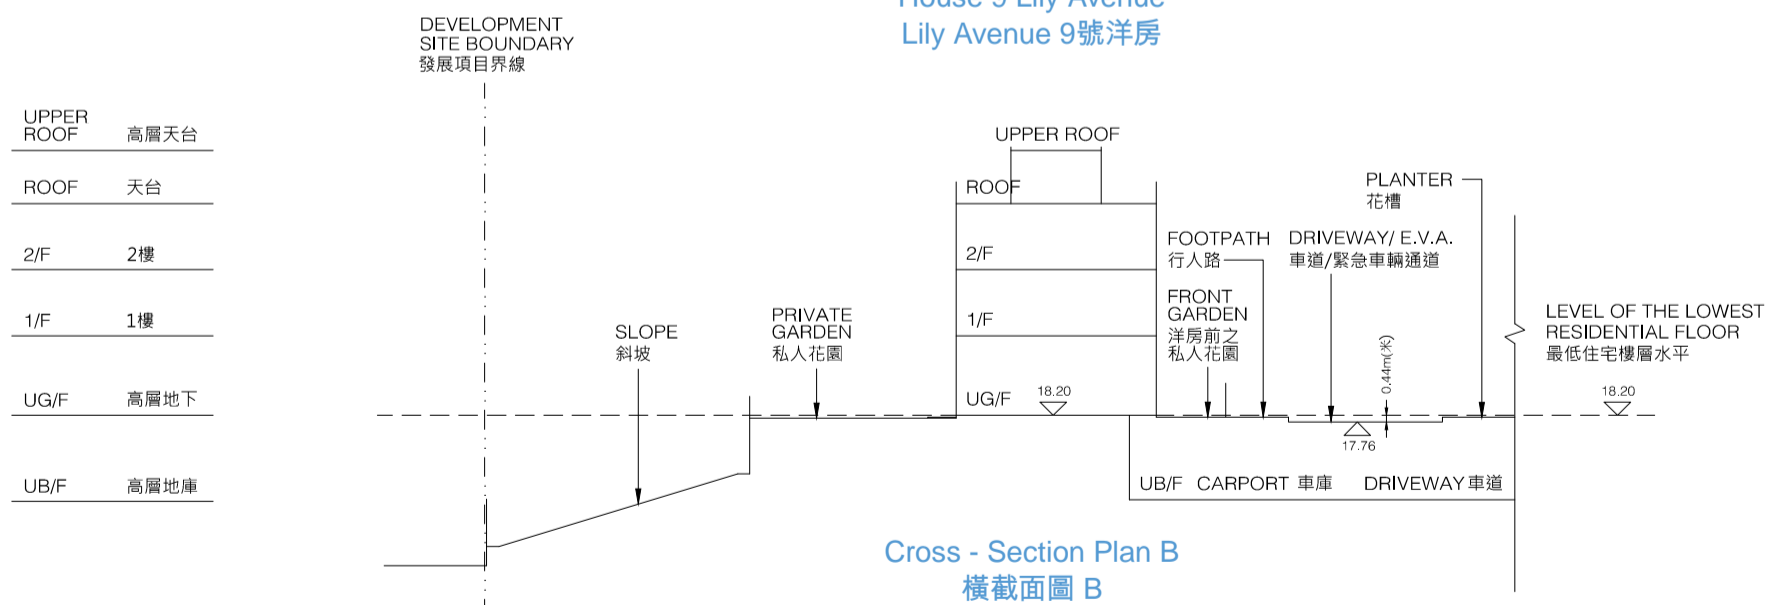 House 9 Lily Avenue
Lily Avenue 9號洋房
DEVELOPMENT
SITE BOUNDARY
發展項目界線
UPPER
ROOF 高層天台
ROOF 天台
2/F 2樓
1/F 1樓
UG/F 高層地下
UB/F 高層地庫
SLOPE
斜坡
PRIVATE
GARDEN
私人花園
UPPER ROOF
ROOF
2/F
1/F
UG/F
18.20
FOOTPATH
行人路
FRONT
GARDEN
洋房前之
私人花園
DRIVEWAY/ E.V.A.
車道/緊急車輛通道
PLANTER
花槽
0.44m(米)
17.76
UB/F CARPORT 車庫 DRIVEWAY 車道
LEVEL OF THE LOWEST
RESIDENTIAL FLOOR
最低住宅樓層水平
18.20
Cross - Section Plan B
橫截面圖 B